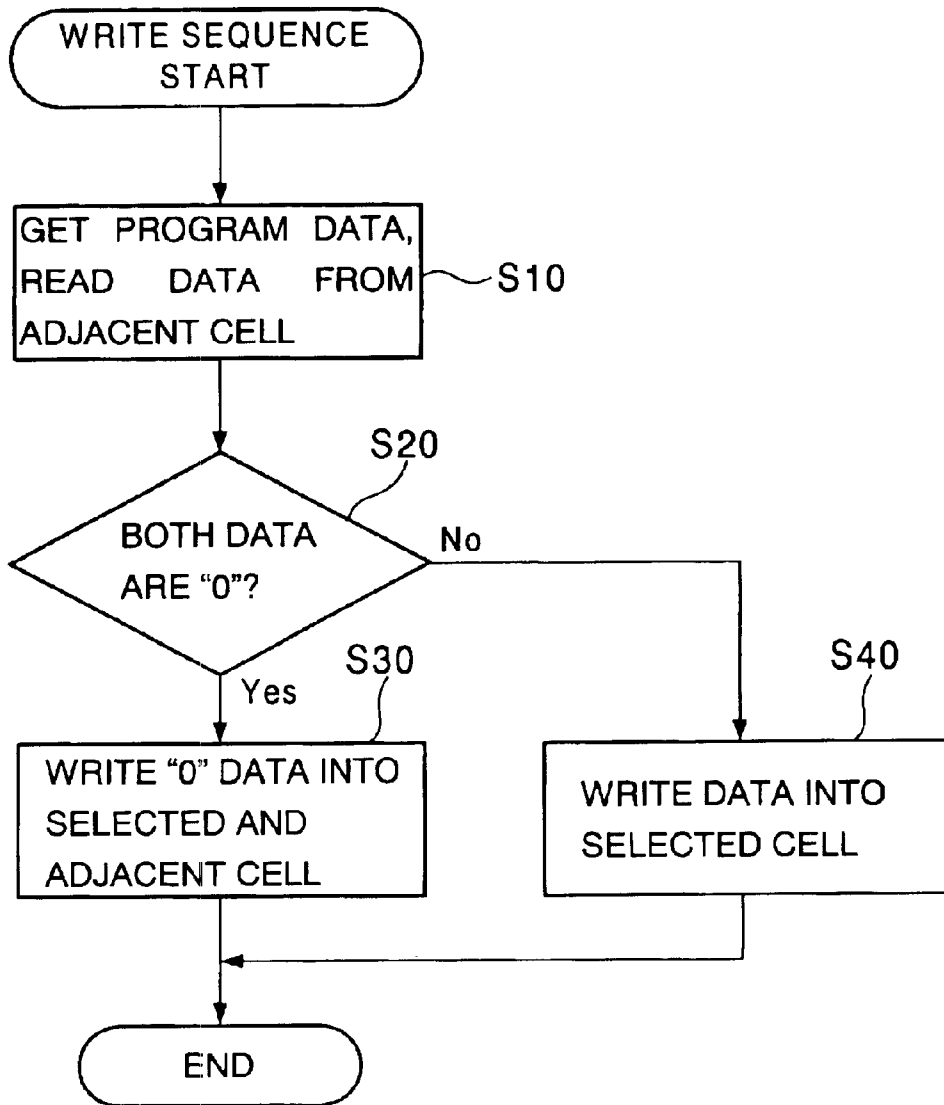 WRITE SEQUENCE
START
GET PROGRAM DATA,
READ DATA FROM
ADJACENT CELL
S10
S20
BOTH DATA
ARE “0”?
No
Yes
S30
WRITE “0” DATA INTO
SELECTED AND
ADJACENT CELL
S40
WRITE DATA INTO
SELECTED CELL
END